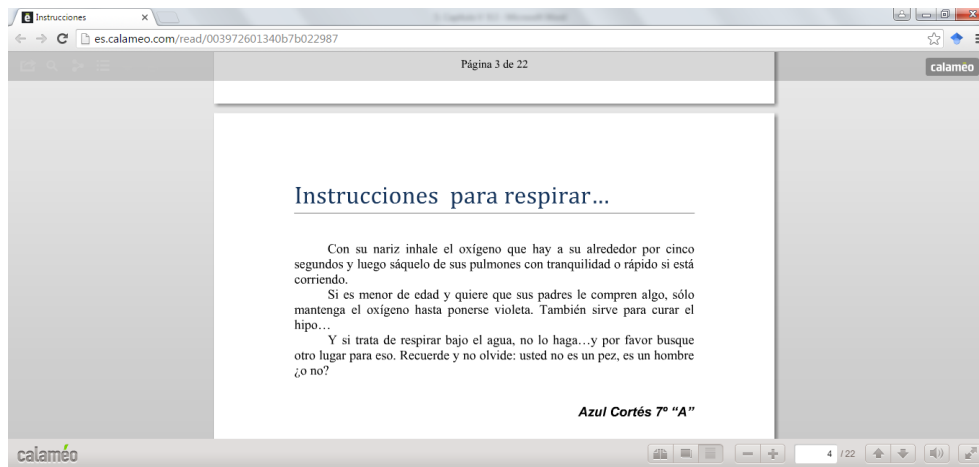 Instrucciones
es.calameo.com/read/003972601340b7b022987
Página 3 de 22
calaméo
Instrucciones para respirar…
Con su nariz inhale el oxígeno que hay a su alrededor por cinco
segundos y luego sáquelo de sus pulmones con tranquilidad o rápido si está
corriendo.
Si es menor de edad y quiere que sus padres le compren algo, sólo
mantenga el oxígeno hasta ponerse violeta. También sirve para curar el
hipo…
Y si trata de respirar bajo el agua, no lo haga…y por favor busque
otro lugar para eso. Recuerde y no olvide: usted no es un pez, es un hombre
¿o no?
Azul Cortés 7º “A”
calaméo
4 /22